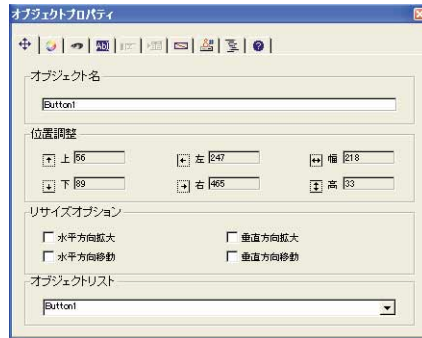 オブジェクトプロパティ
Ab|
?
オブジェクト名
Button1
位置調整
上 56 左 247 幅 218
下 89 右 465 高 33
リサイズオプション
水平方向拡大 垂直方向拡大
水平方向移動 垂直方向移動
オブジェクトリスト
Button1